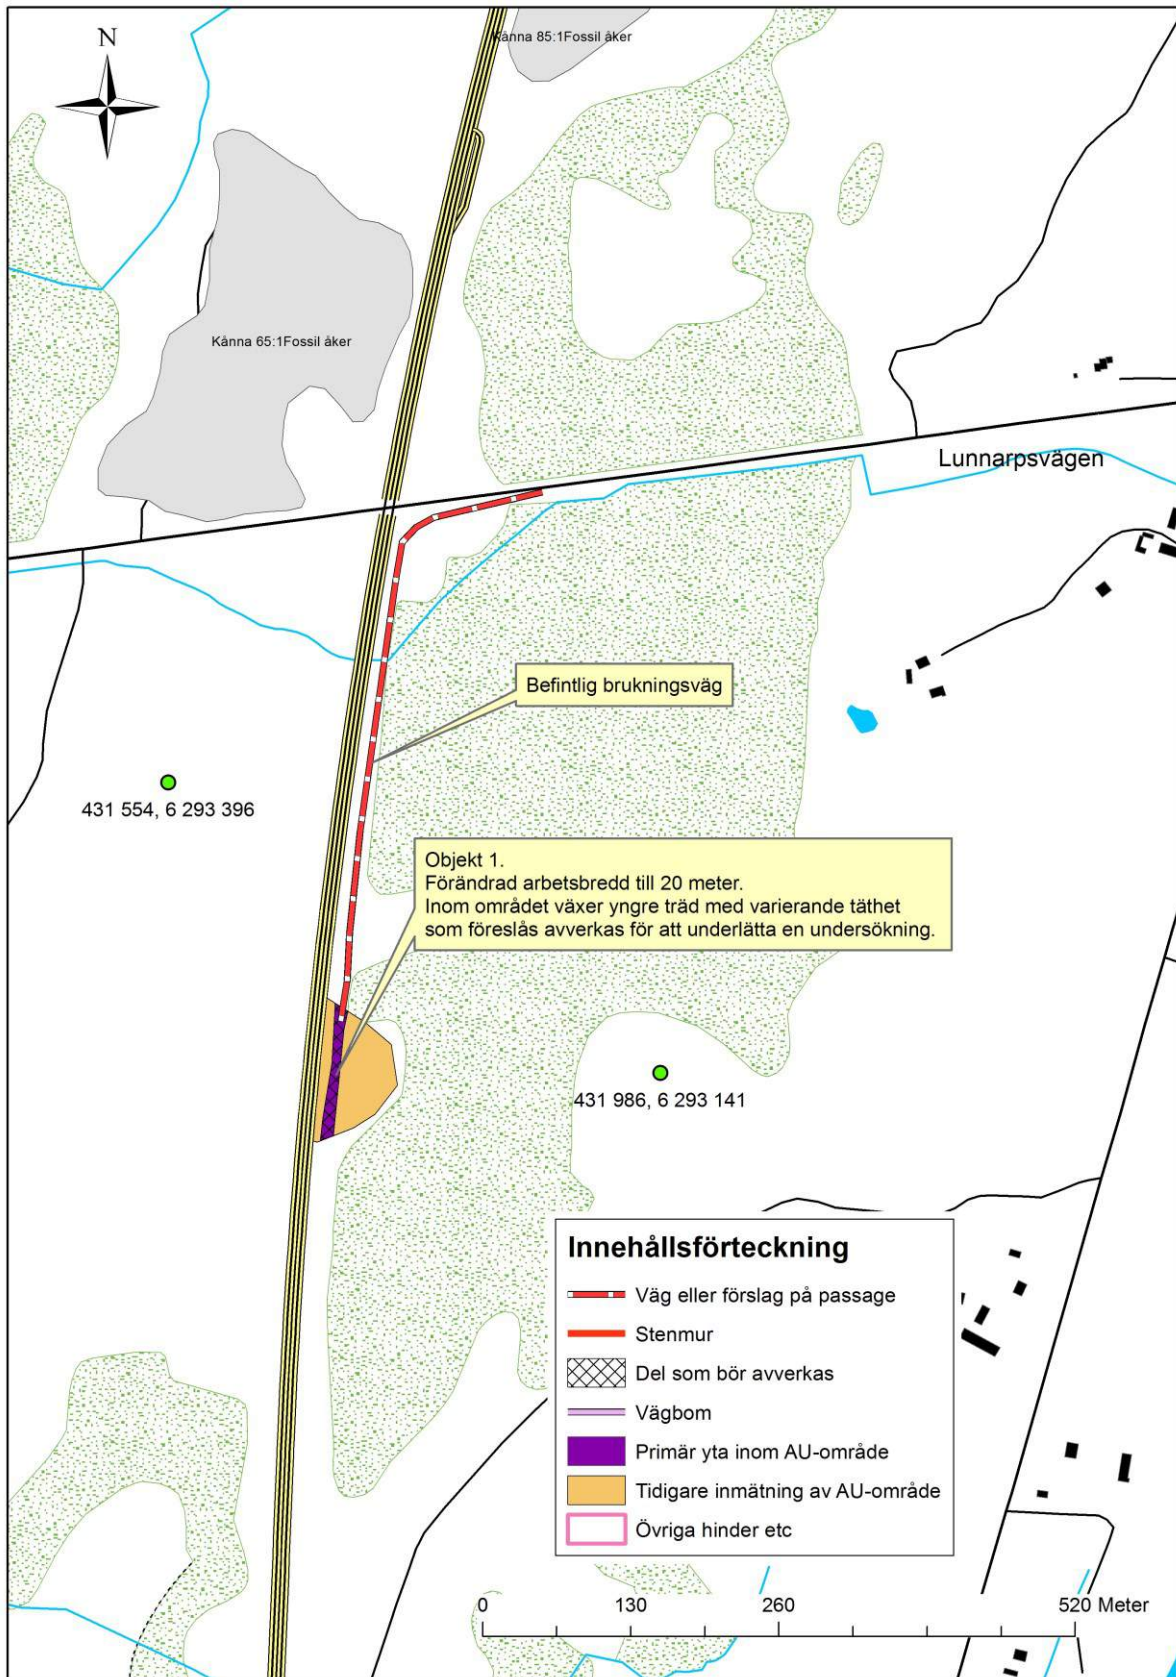 N
Kånna 85:1Fossil åker
Kånna 65:1Fossil åker
Lunnarpsvägen
Befintlig brukningsväg
431 554, 6 293 396
Objekt 1.
Förändrad arbetsbredd till 20 meter.
Inom området växer yngre träd med varierande täthet
som föreslås avverkas för att underlätta en undersökning.
431 986, 6 293 141
Innehållsförteckning
Väg eller förslag på passage
Stenmur
Del som bör avverkas
Vägbom
Primär yta inom AU-område
Tidigare inmätning av AU-område
Övriga hinder etc
0 130 260 520 Meter